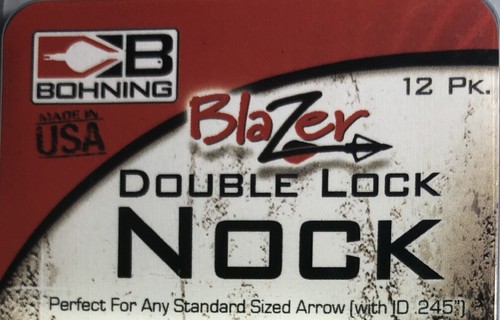 B
BOHNING
12 Pk.
MADE IN
USA
BlaZer
DOUBLE LOCK
NOCK
Perfect For Any Standard Sized Arrow (with ID .245")